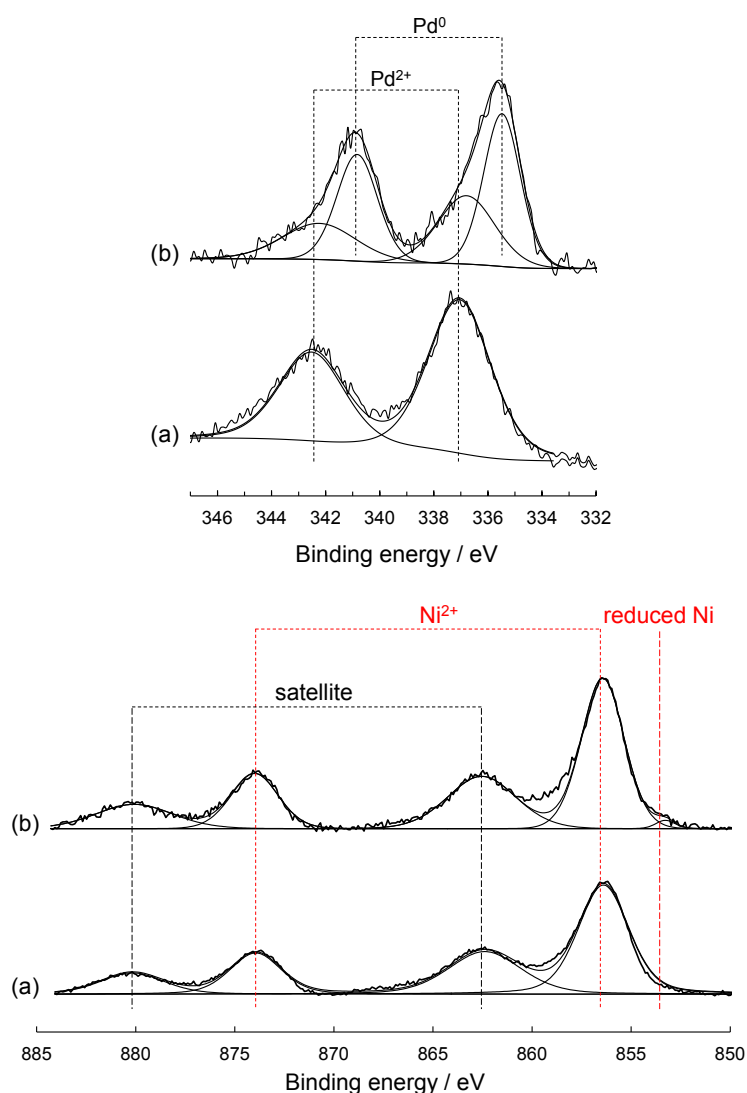 Pd⁰
Pd²⁺
(b)
(a)
346 344 342 340 338 336 334 332
Binding energy / eV
Ni²⁺ reduced Ni
satellite
(b)
(a)
885 880 875 870 865 860 855 850
Binding energy / eV